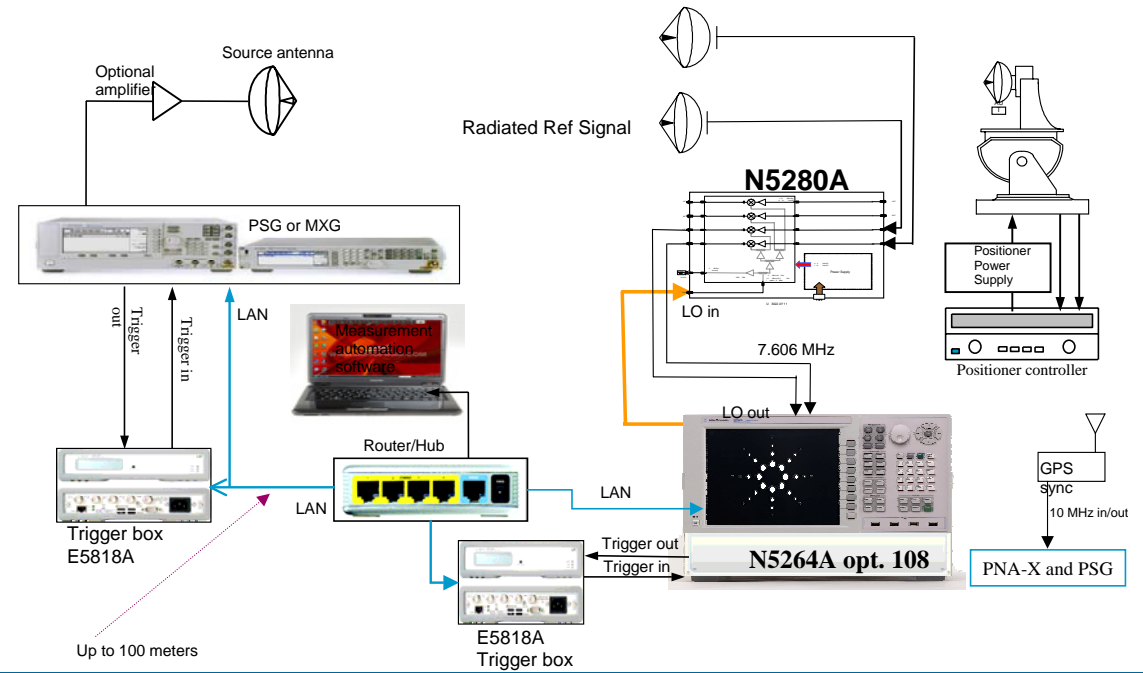 Source antenna
Optional
amplifier
Radiated Ref Signal
N5280A
PSG or MXG
Power Supply
Positioner
Power
Supply
LO in
LAN
Trigger
out
Trigger in
Measurement
automation
software
7.606 MHz
Positioner controller
LO out
Router/Hub
GPS
sync
LAN
LAN
10 MHz in/out
Trigger box
E5818A
Trigger out
Trigger in
N5264A opt. 108
PNA-X and PSG
E5818A
Trigger box
Up to 100 meters